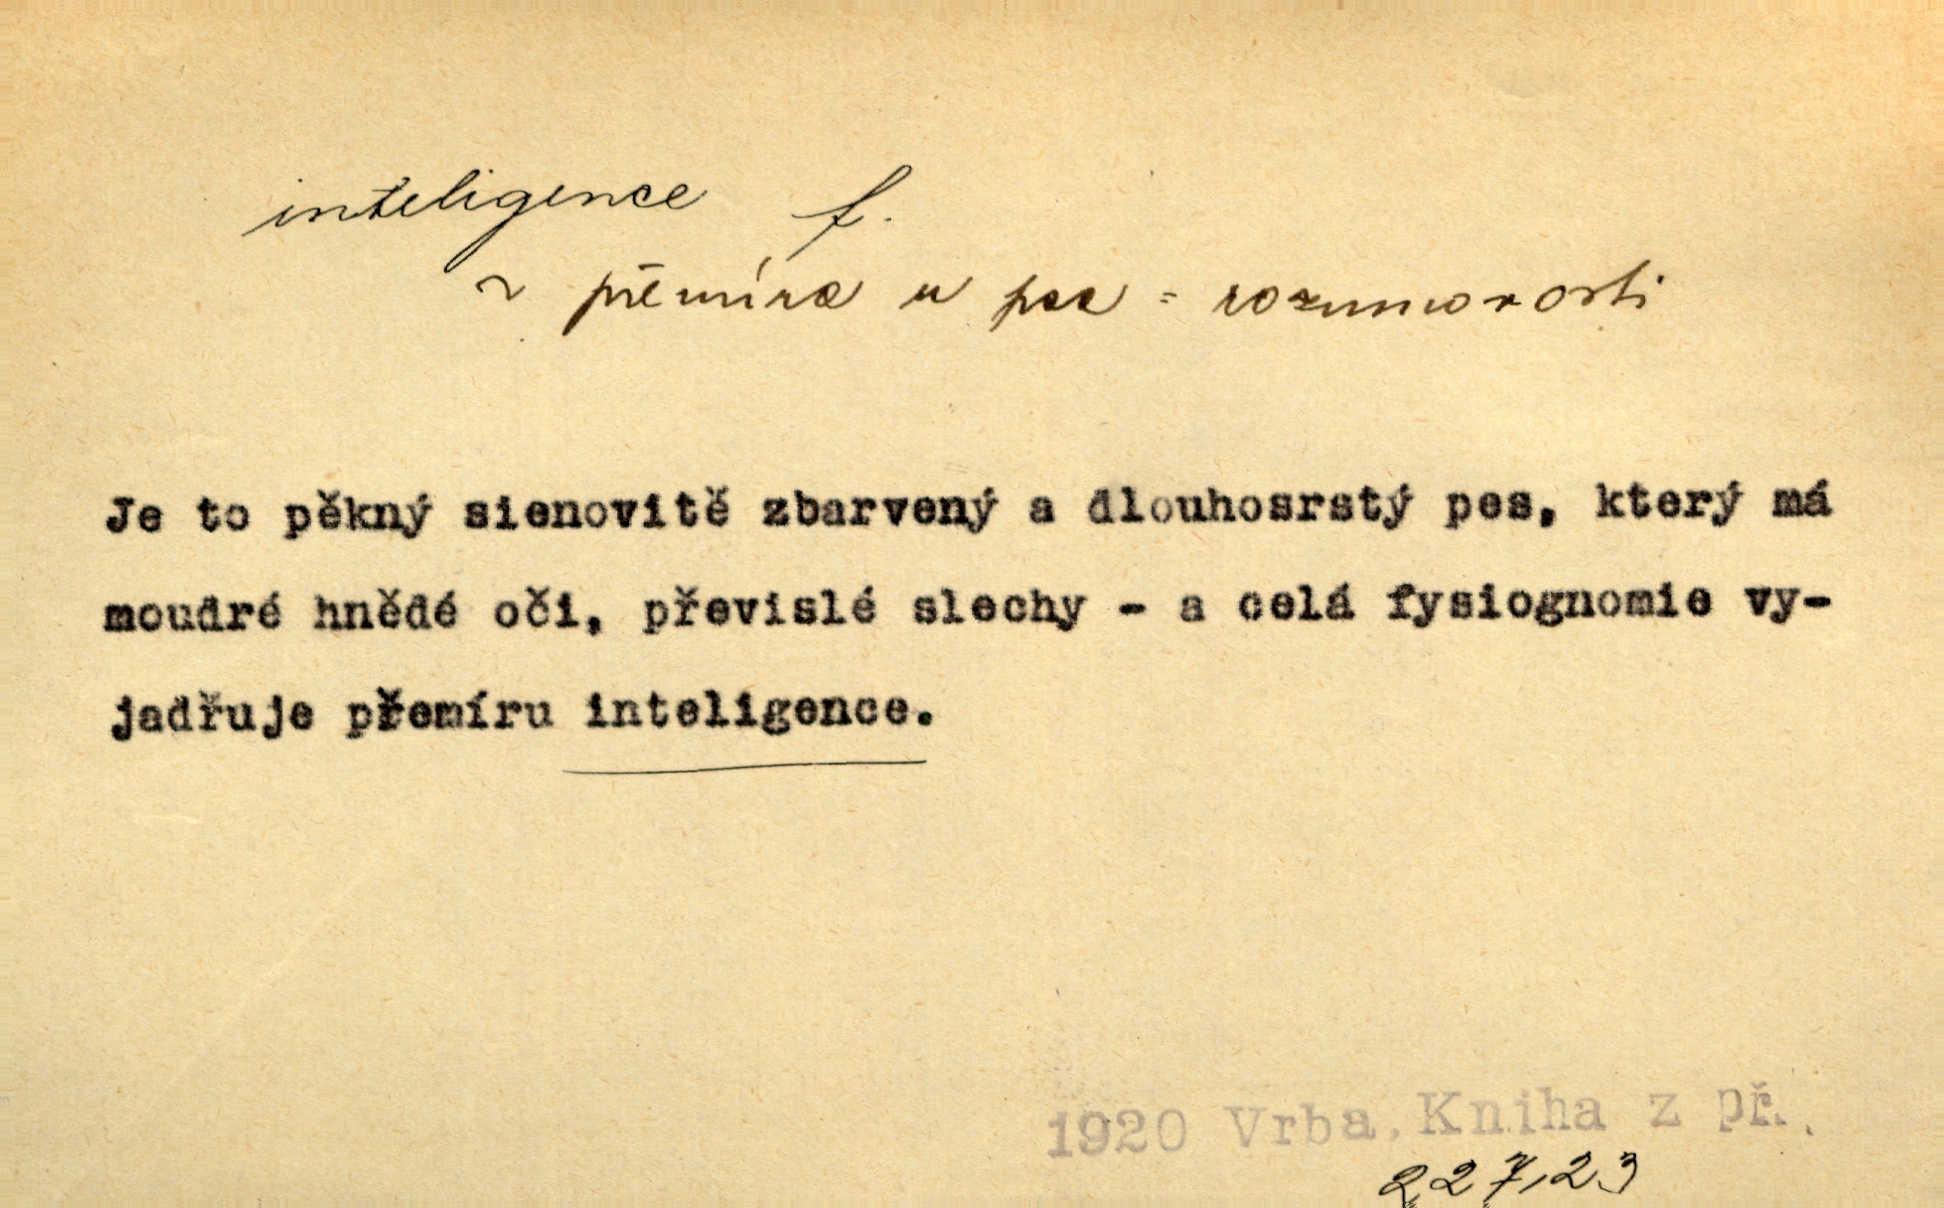 inteligence f.
~ přemíra u psa = rozumovosti
Je to pěkný sienovitě zbarvený a dlouhosrstý pes, který má
moudré hnědé oči, převislé slechy - a celá fysiognomie vy-
jadřuje přemíru inteligence.
1920 Vrba, Kniha z př.
227,23